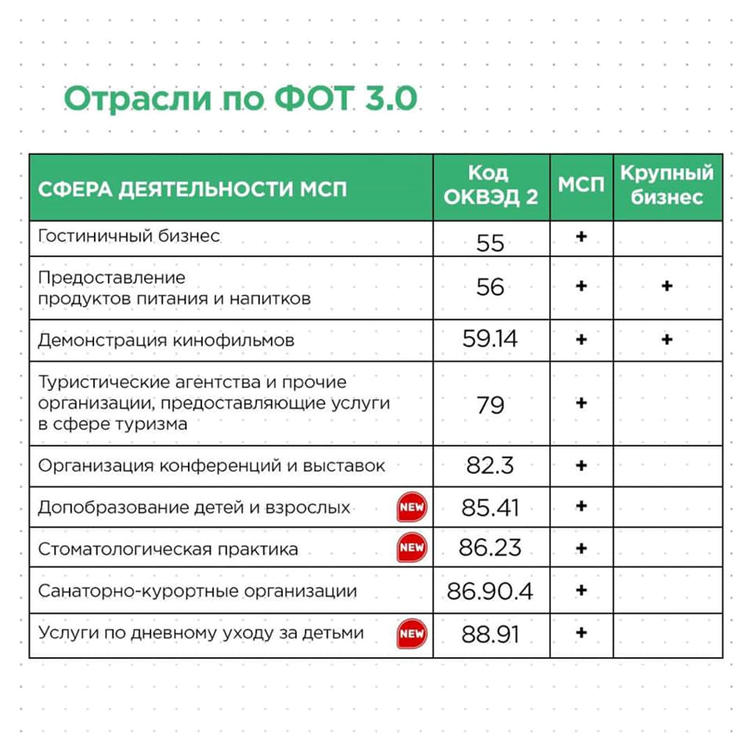 Отрасли по ФОТ 3.0
СФЕРА ДЕЯТЕЛЬНОСТИ МСП
Код
ОКВЭД 2
МСП
Крупный
бизнес
Гостиничный бизнес
55
+
Предоставление
продуктов питания и напитков
56
+
+
Демонстрация кинофильмов
59.14
+
+
Туристические агентства и прочие
организации, предоставляющие услуги
в сфере туризма
79
+
Организация конференций и выставок
82.3
+
Допобразование детей и взрослых
NEW
85.41
+
Стоматологическая практика
NEW
86.23
+
Санаторно-курортные организации
86.90.4
+
Услуги по дневному уходу за детьми
NEW
88.91
+